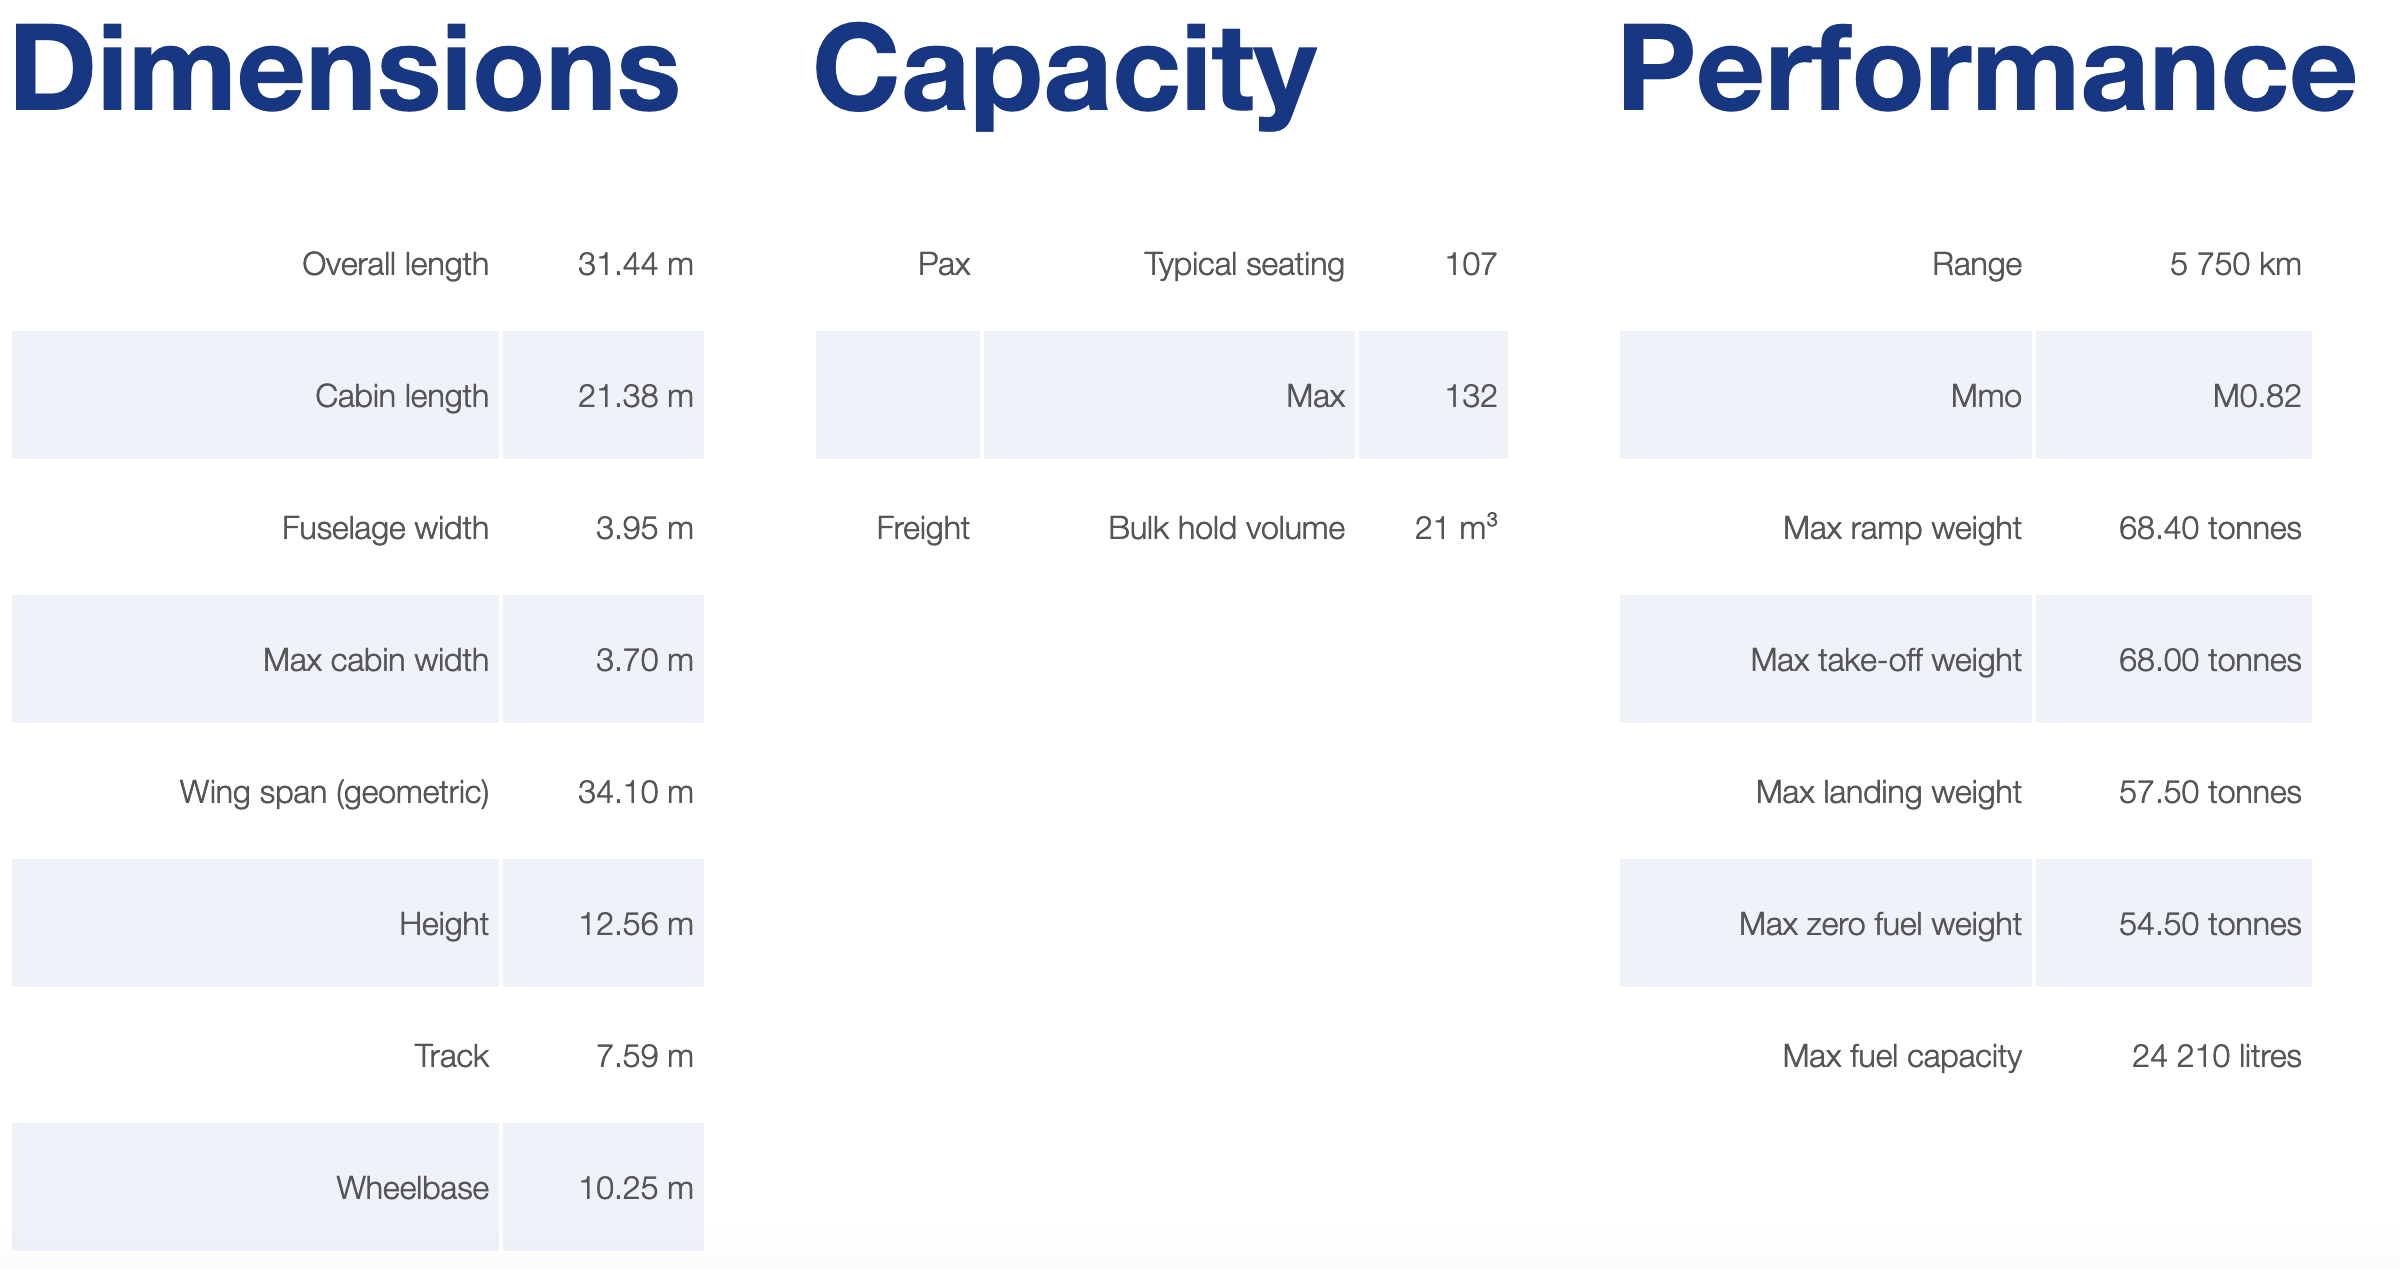 Dimensions
Overall length 31.44 m
Cabin length 21.38 m
Fuselage width 3.95 m
Max cabin width 3.70 m
Wing span (geometric) 34.10 m
Height 12.56 m
Track 7.59 m
Wheelbase 10.25 m
Capacity
Pax Typical seating 107
Max 132
Freight Bulk hold volume 21 m³
Performance
Range 5 750 km
Mmo M0.82
Max ramp weight 68.40 tonnes
Max take-off weight 68.00 tonnes
Max landing weight 57.50 tonnes
Max zero fuel weight 54.50 tonnes
Max fuel capacity 24 210 litres